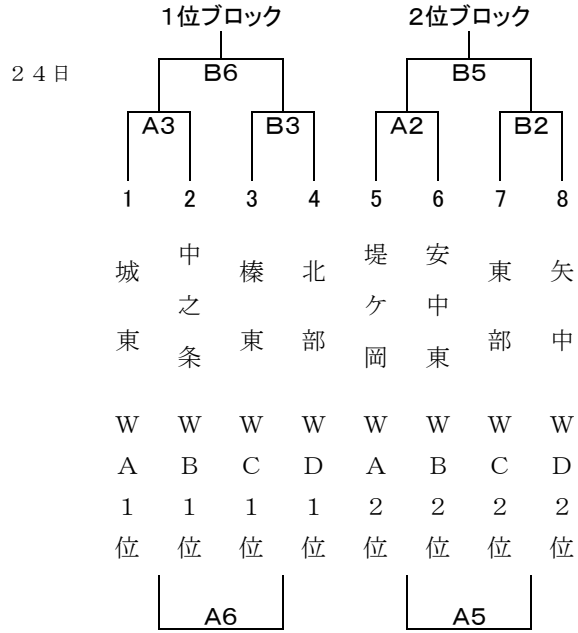 1位ブロック 2位ブロック
24日 B6 B5
A3 B3 A2 B2
1 2 3 4 5 6 7 8
城東
中之条
榛東
北部
堤ケ岡
安中東
東部
矢中
WA1位
WB1位
WC1位
WD1位
WA2位
WB2位
WC2位
WD2位
A6 A5